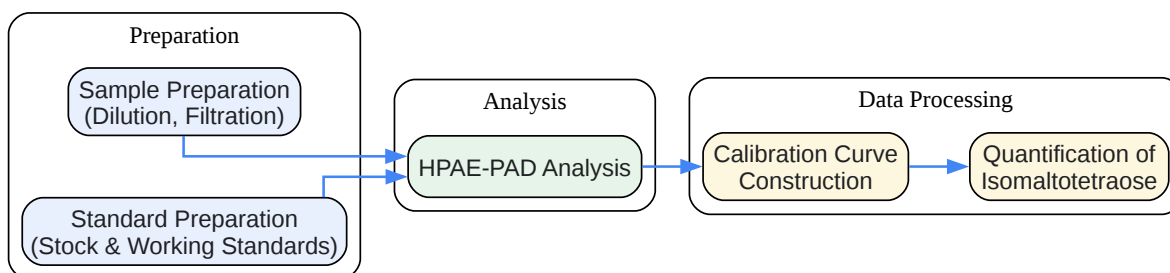 Preparation
Sample Preparation
(Dilution, Filtration)
Standard Preparation
(Stock & Working Standards)
Analysis
HPAE-PAD Analysis
Data Processing
Calibration Curve
Construction
Quantification of
Isomaltotetraose